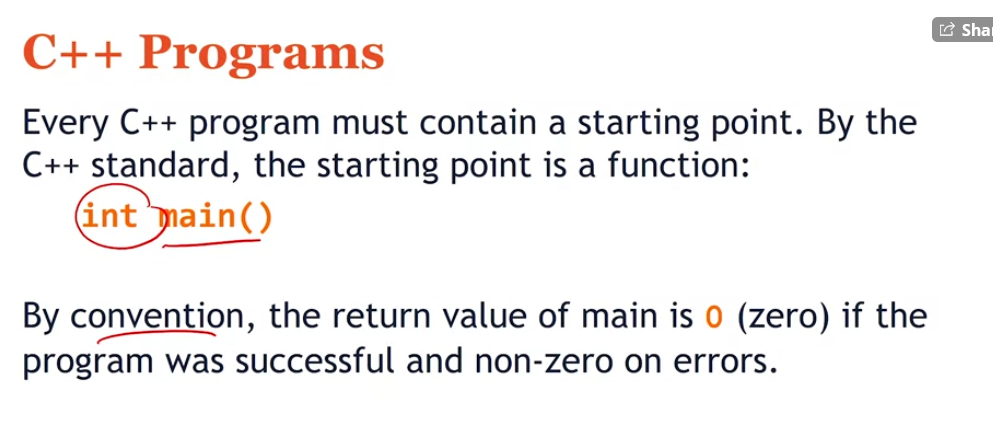 Shar
C++ Programs
Every C++ program must contain a starting point. By the
C++ standard, the starting point is a function:
int main()
By convention, the return value of main is 0 (zero) if the
program was successful and non-zero on errors.